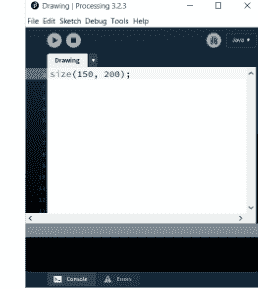 Drawing | Processing 3.2.3
File Edit Sketch Debug Tools Help
Java ▾
Drawing
size(150, 200);
Console Errors